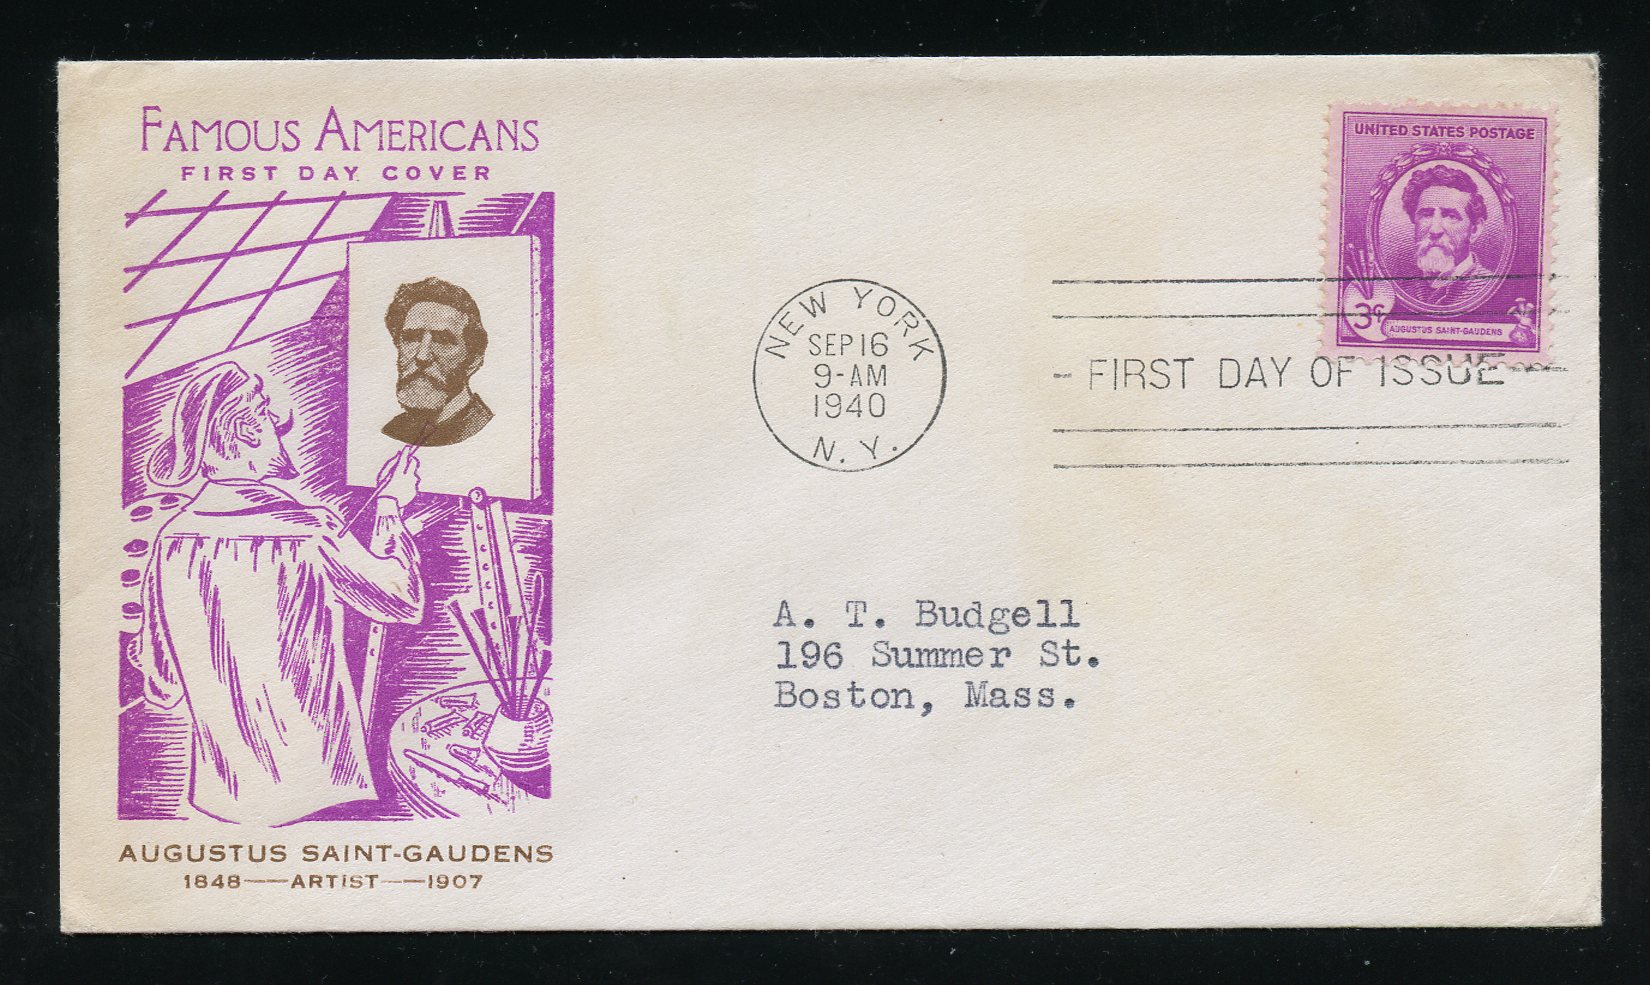 FAMOUS AMERICANS
FIRST DAY COVER
AUGUSTUS SAINT-GAUDENS
1848—ARTIST—1907
NEW YORK
SEP 16
9-AM
1940
N. Y.
UNITED STATES POSTAGE
3¢
AUGUSTUS SAINT-GAUDENS
FIRST DAY OF ISSUE
A. T. Budgell
196 Summer St.
Boston, Mass.